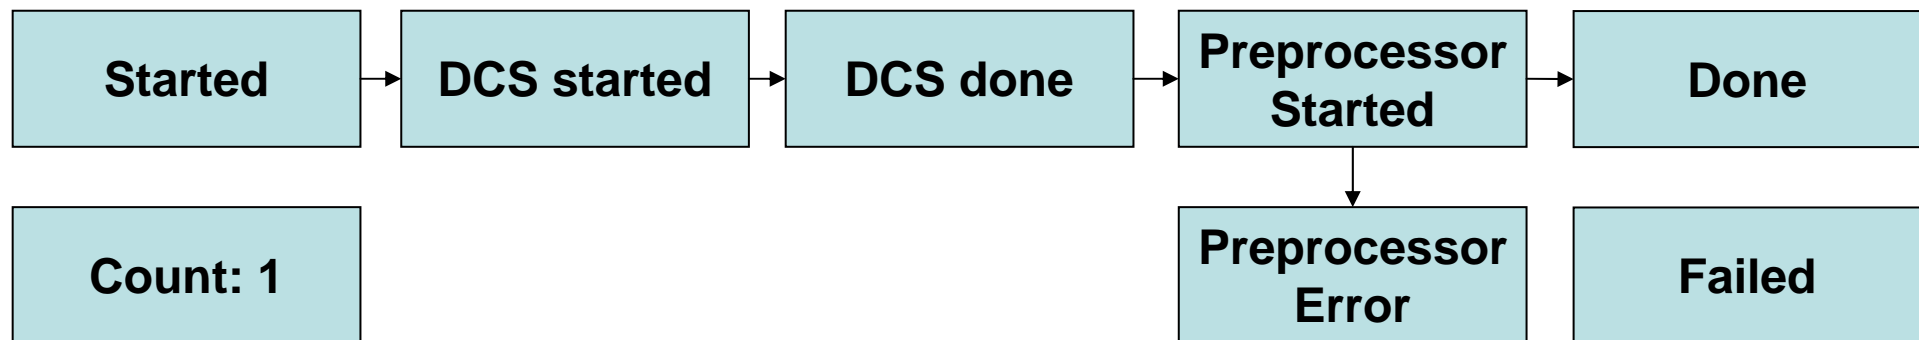 Started
DCS started
DCS done
Preprocessor
Started
Done
Count: 1
Preprocessor
Error
Failed